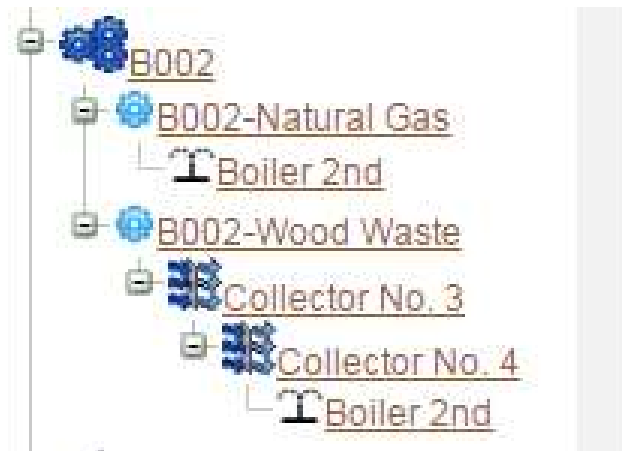 B002
B002-Natural Gas
Boiler 2nd
B002-Wood Waste
Collector No. 3
Collector No. 4
Boiler 2nd